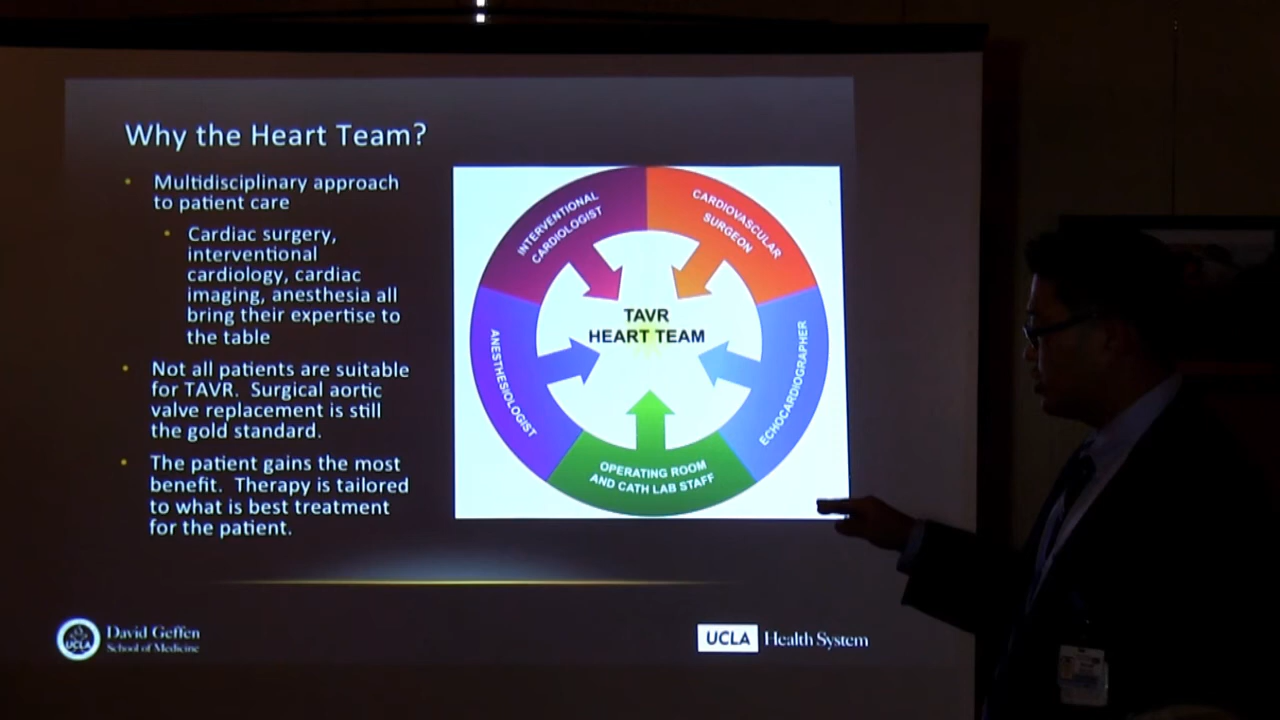 Why the Heart Team?
• Multidisciplinary approach
to patient care
• Cardiac surgery,
interventional
cardiology, cardiac
imaging, anesthesia all
bring their expertise to
the table
• Not all patients are suitable
for TAVR. Surgical aortic
valve replacement is still
the gold standard.
• The patient gains the most
benefit. Therapy is tailored
to what is best treatment
for the patient.
INTERVENTIONAL
CARDIOLOGIST
CARDIOVASCULAR
SURGEON
TAVR
HEART TEAM
ANESTHESIOLOGIST
ECHOCARDIOGRAPHER
OPERATING ROOM
AND CATH LAB STAFF
UCLA
David Geffen
School of Medicine
UCLA Health System